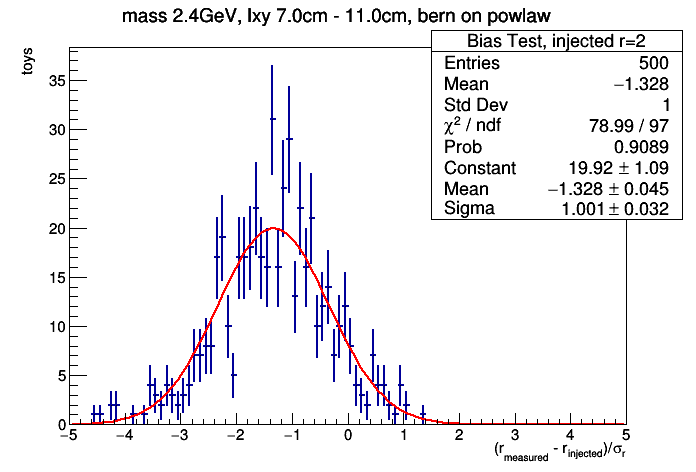 mass 2.4GeV, lxy 7.0cm - 11.0cm, bern on powlaw
Bias Test, injected r=2
Entries 500
Mean −1.328
Std Dev 1
χ² / ndf 78.99 / 97
Prob 0.9089
Constant 19.92 ± 1.09
Mean −1.328 ± 0.045
Sigma 1.001 ± 0.032
toys
35
30
25
20
15
10
5
0
−5 −4 −3 −2 −1 0 1 2 3 4 5
(r_measured - r_injected)/σ_r